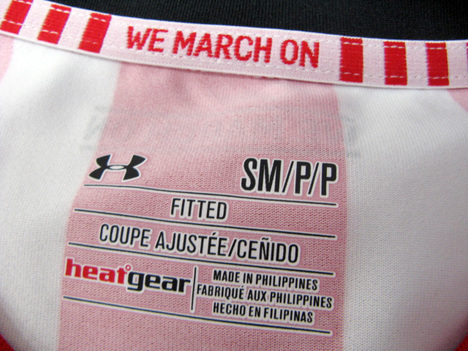 WE MARCH ON
SM/P/P
FITTED
COUPE AJUSTÉE/CEÑIDO
heatgear
MADE IN PHILIPPINES
FABRIQUÉ AUX PHILIPPINES
HECHO EN FILIPINAS